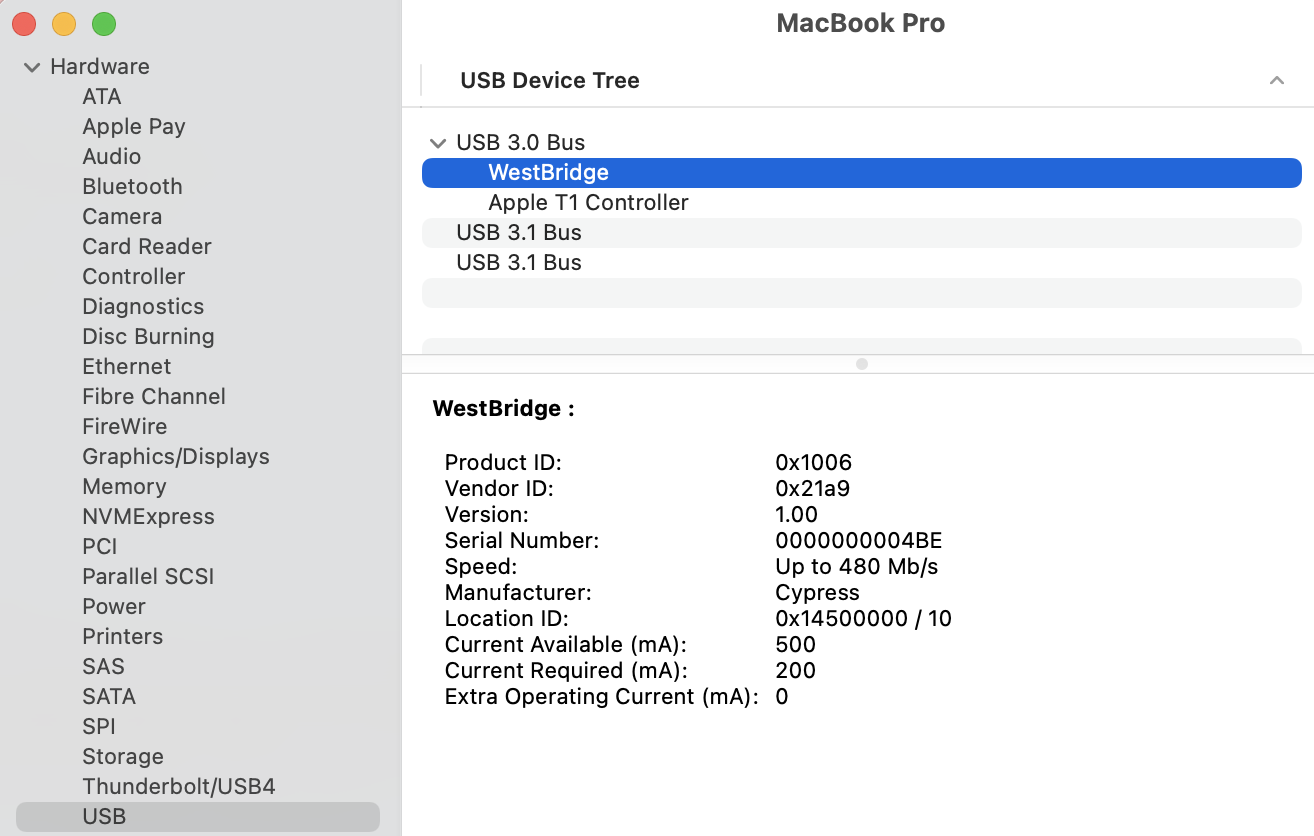 MacBook Pro
Hardware
ATA
Apple Pay
Audio
Bluetooth
Camera
Card Reader
Controller
Diagnostics
Disc Burning
Ethernet
Fibre Channel
FireWire
Graphics/Displays
Memory
NVMExpress
PCI
Parallel SCSI
Power
Printers
SAS
SATA
SPI
Storage
Thunderbolt/USB4
USB
USB Device Tree
USB 3.0 Bus
WestBridge
Apple T1 Controller
USB 3.1 Bus
USB 3.1 Bus
WestBridge :
Product ID: 0x1006
Vendor ID: 0x21a9
Version: 1.00
Serial Number: 0000000004BE
Speed: Up to 480 Mb/s
Manufacturer: Cypress
Location ID: 0x14500000 / 10
Current Available (mA): 500
Current Required (mA): 200
Extra Operating Current (mA): 0